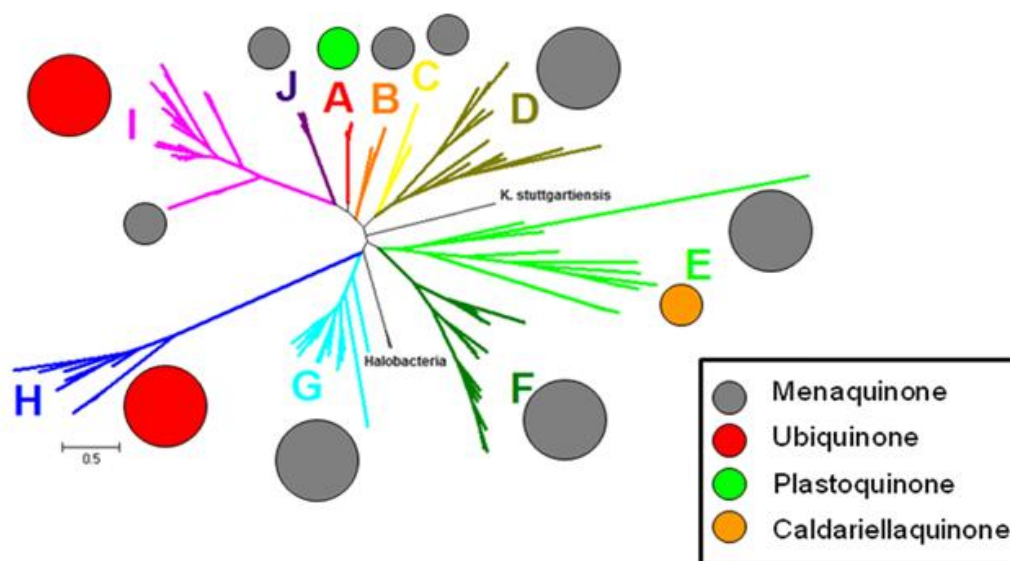 J
A
B
C
D
I
K. stuttgartiensis
E
Halobacteria
G
F
H
0.5
Menaquinone
Ubiquinone
Plastoquinone
Caldariellaquinone